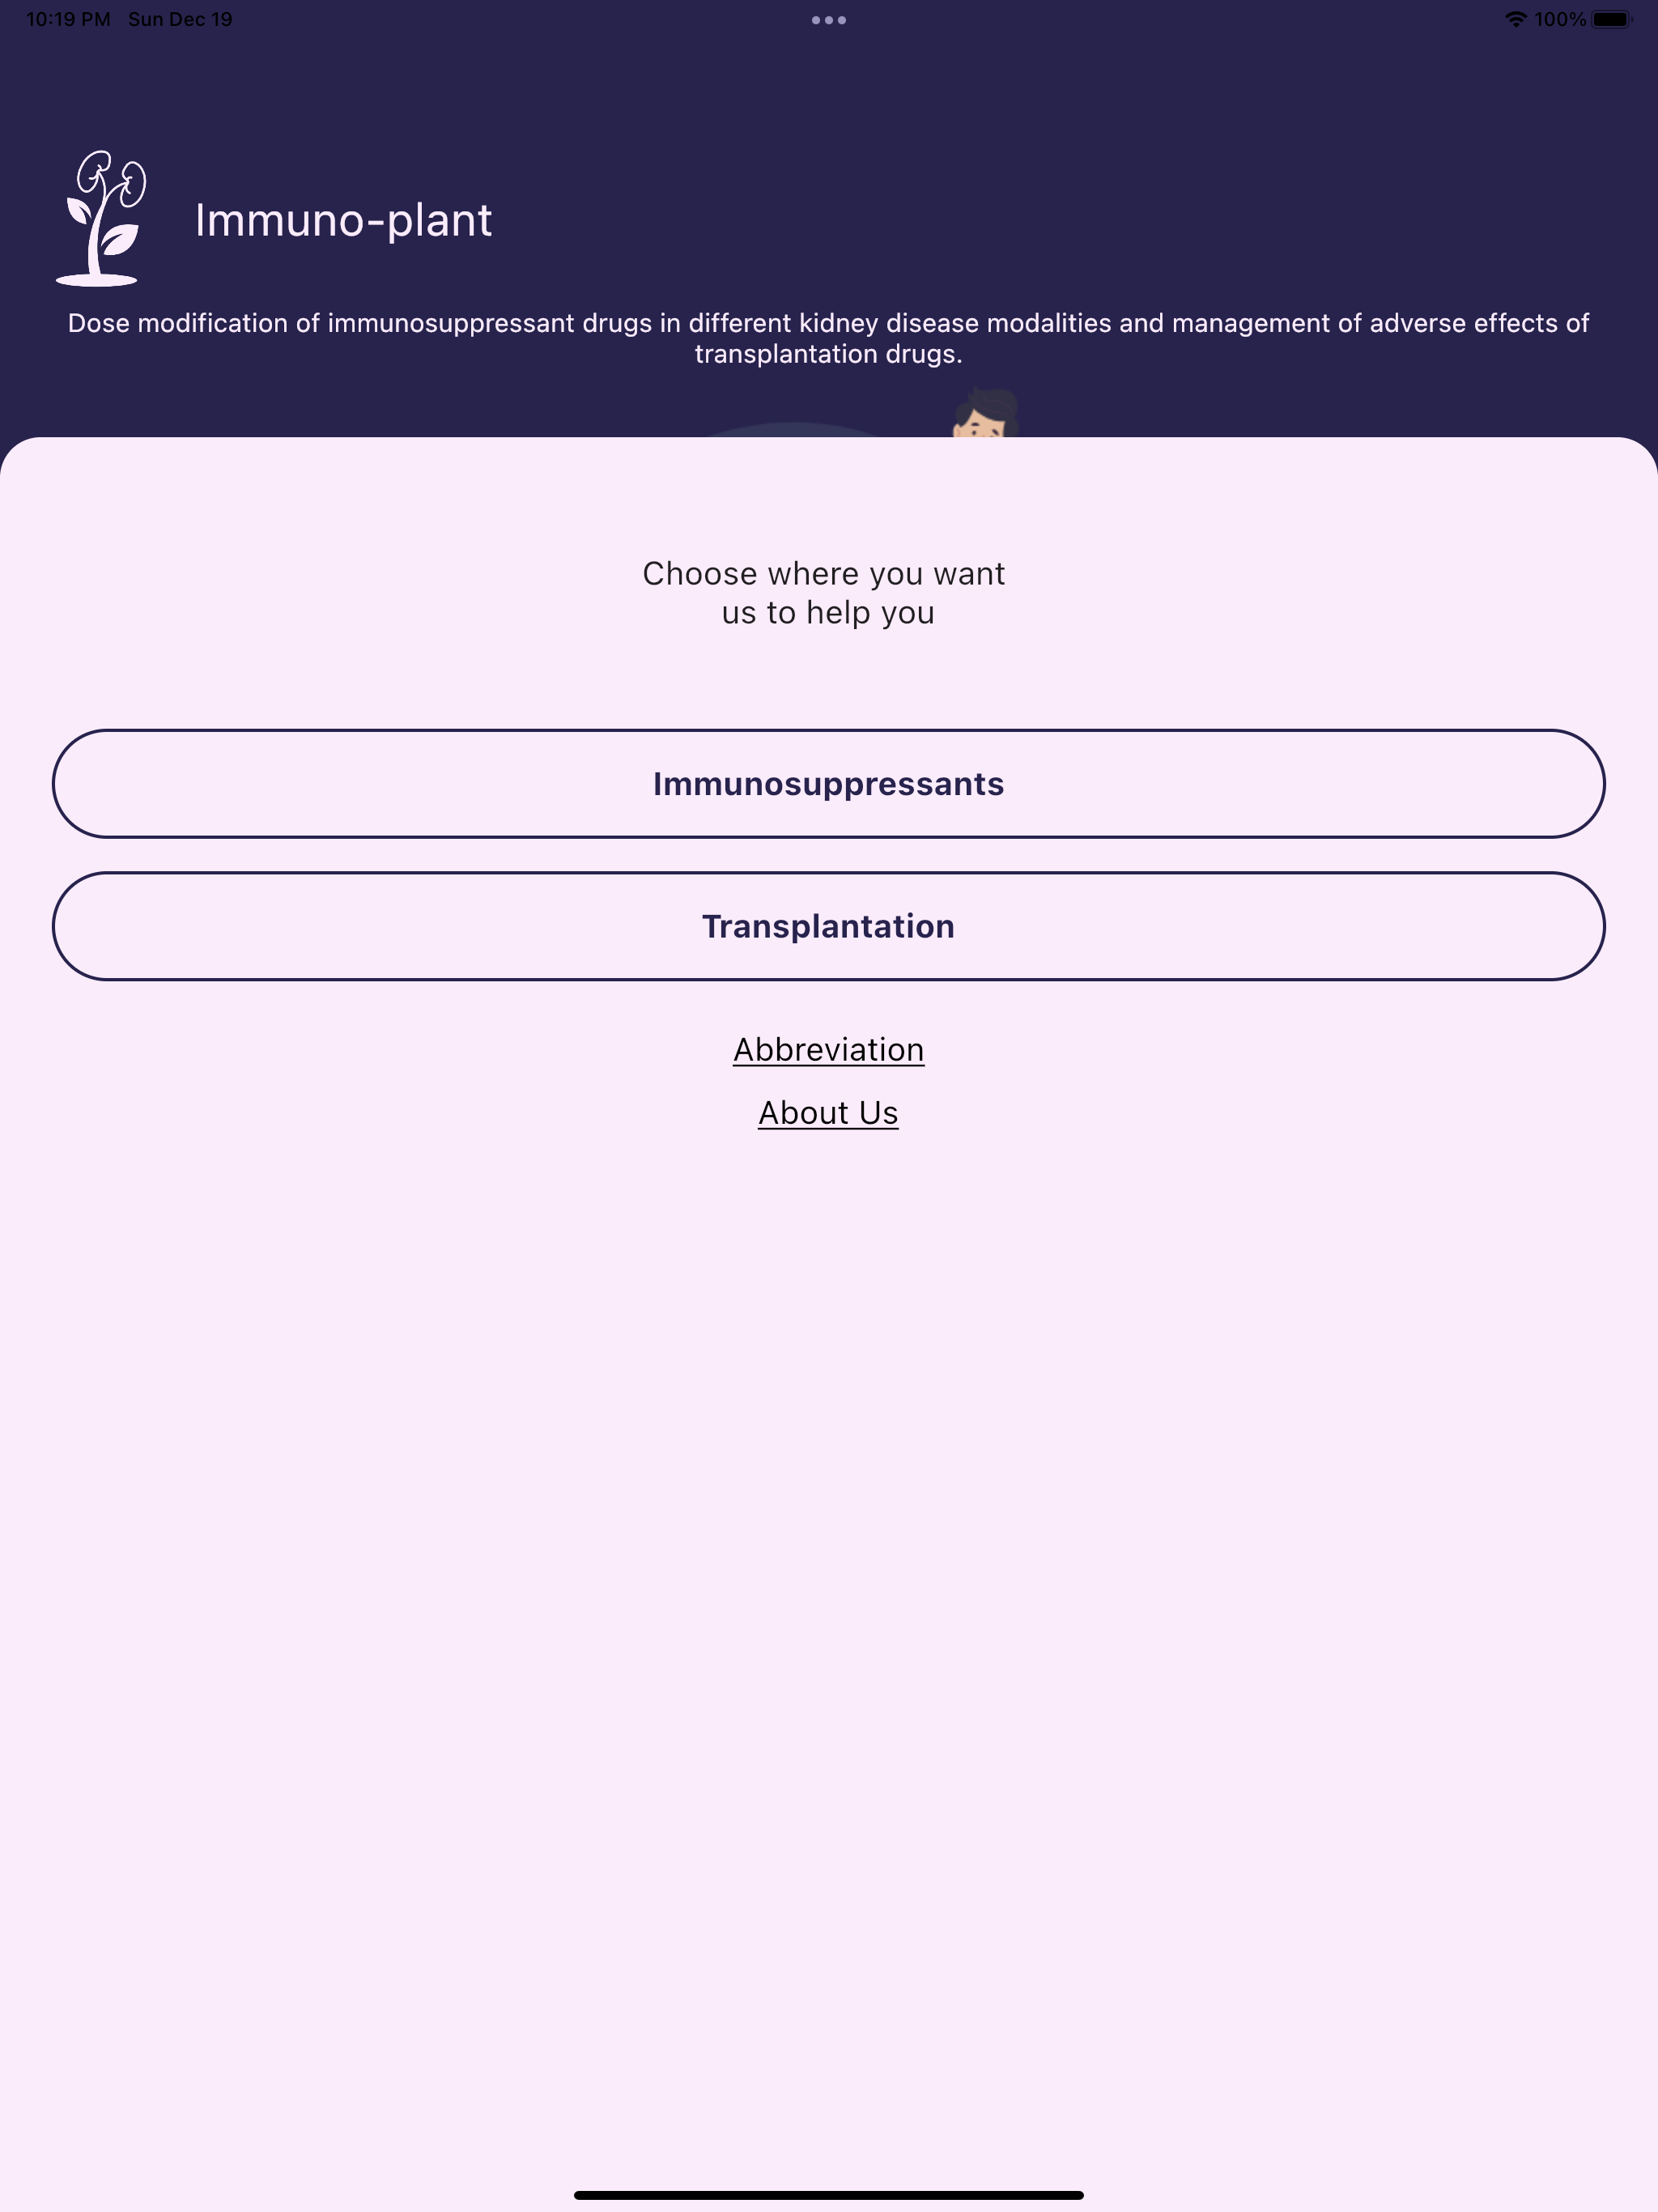 10:19 PM Sun Dec 19
100%
Immuno-plant
Dose modification of immunosuppressant drugs in different kidney disease modalities and management of adverse effects of
transplantation drugs.
Choose where you want
us to help you
Immunosuppressants
Transplantation
Abbreviation
About Us